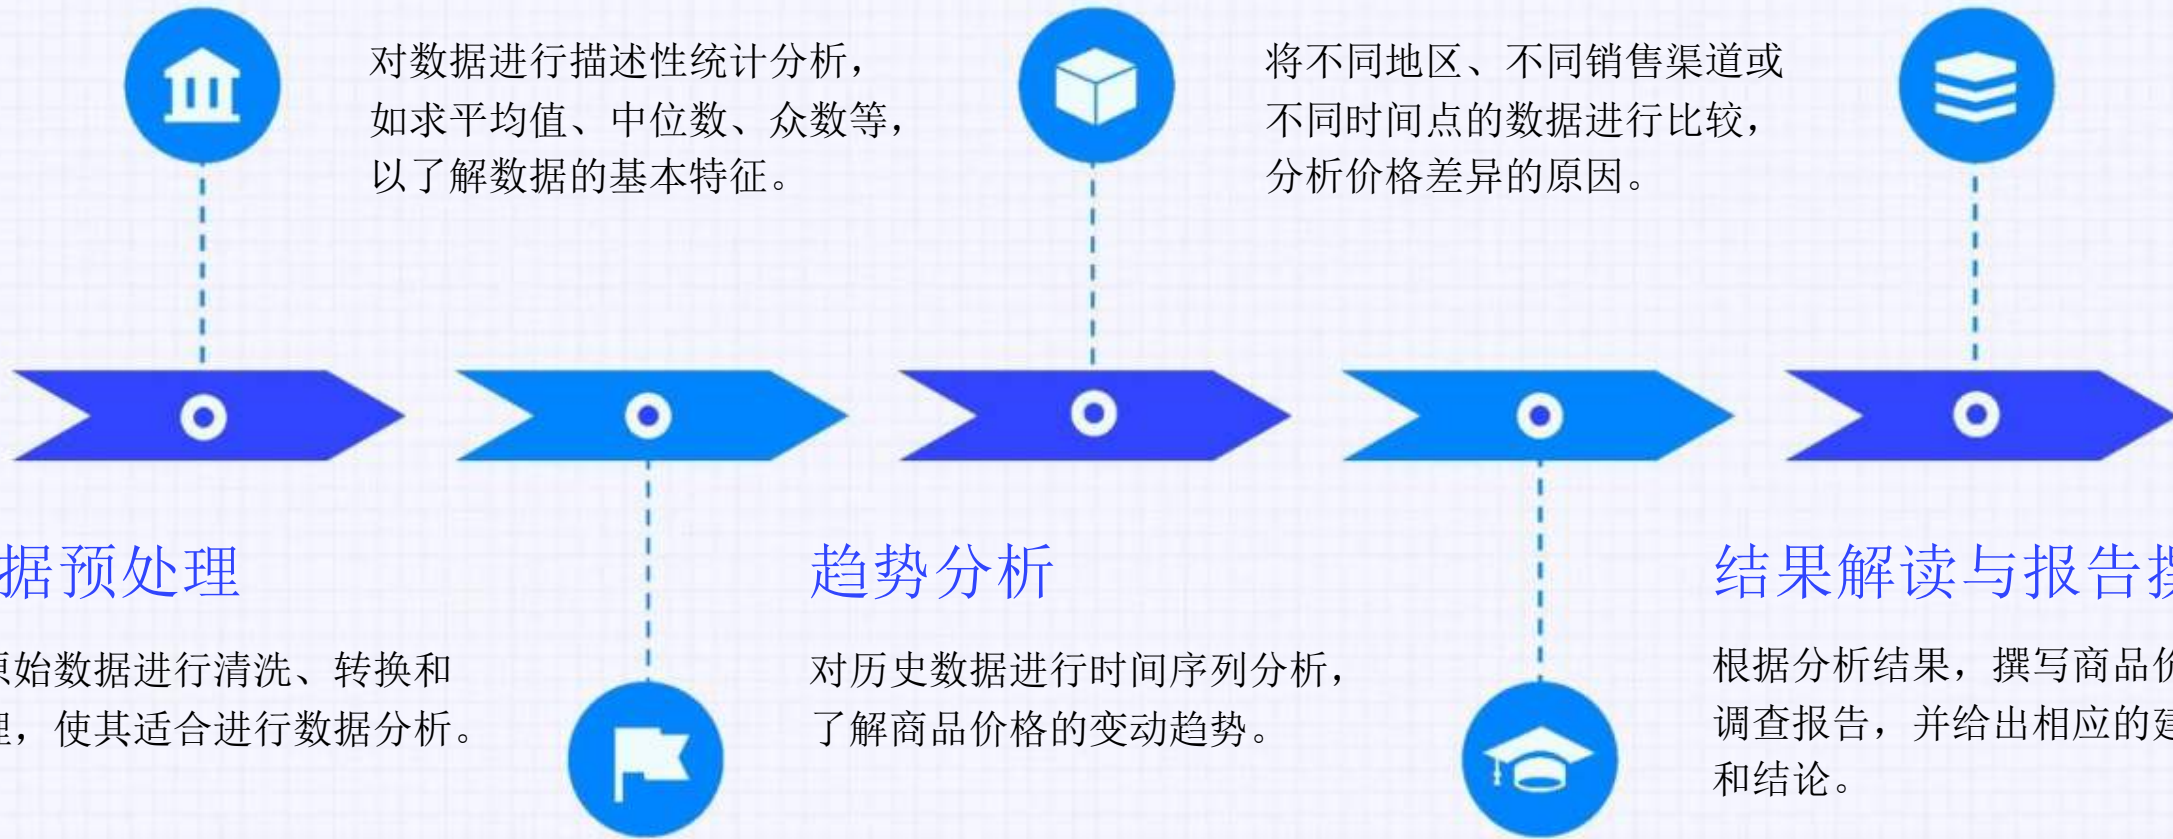 对数据进行描述性统计分析，
如求平均值、中位数、众数等，
以了解数据的基本特征。
将不同地区、不同销售渠道或
不同时间点的数据进行比较，
分析价格差异的原因。
据预处理
原始数据进行清洗、转换和
理，使其适合进行数据分析。
趋势分析
对历史数据进行时间序列分析，
了解商品价格的变动趋势。
结果解读与报告撰
根据分析结果，撰写商品价
调查报告，并给出相应的建
和结论。